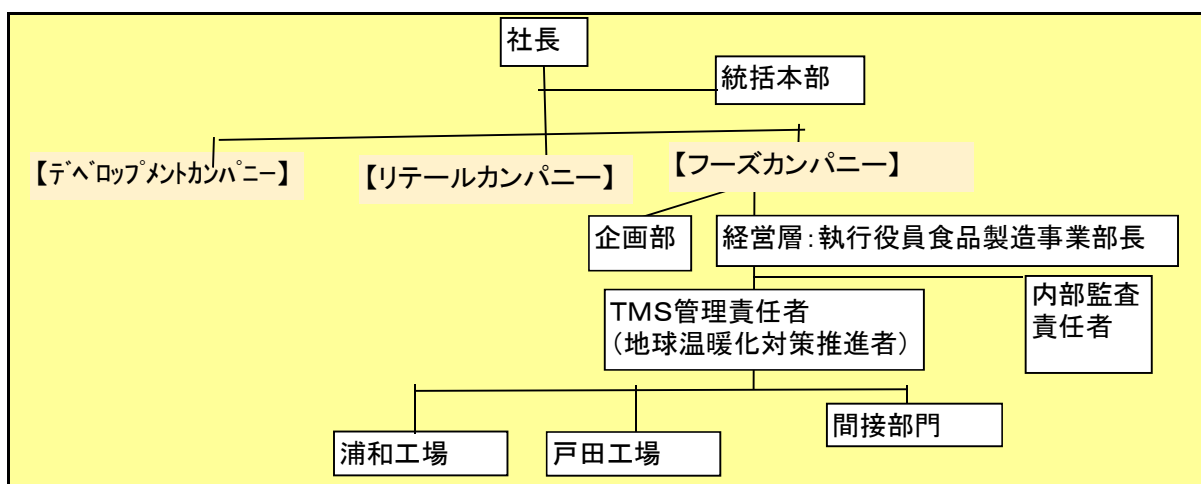 社長
統括本部
【ﾃﾞﾍﾞﾛｯﾌﾟﾒﾝﾄｶﾝﾊﾟﾆｰ】
【リテールカンパニー】
【フーズカンパニー】
企画部
経営層：執行役員食品製造事業部長
TMS管理責任者
（地球温暖化対策推進者）
内部監査
責任者
浦和工場
戸田工場
間接部門